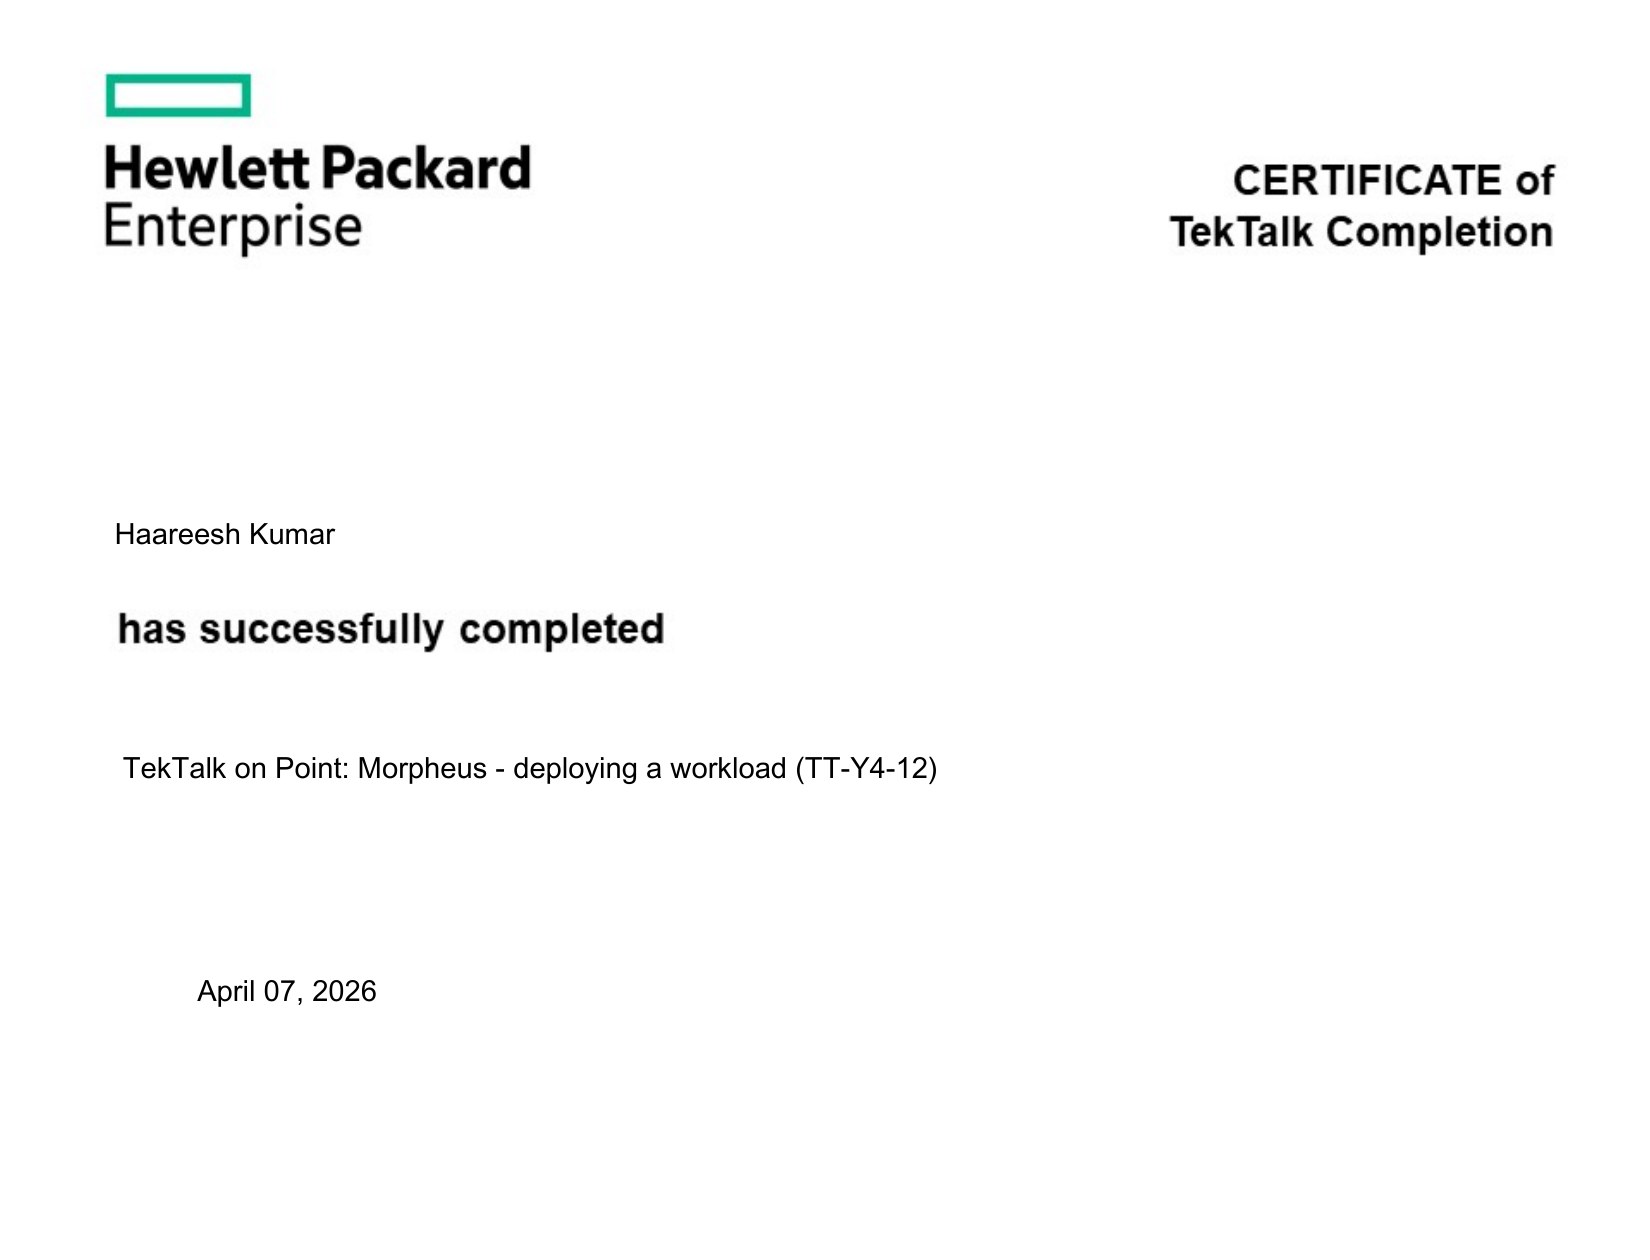 Hewlett Packard
Enterprise
CERTIFICATE of
TekTalk Completion
Haareesh Kumar
has successfully completed
TekTalk on Point: Morpheus - deploying a workload (TT-Y4-12)
April 07, 2026